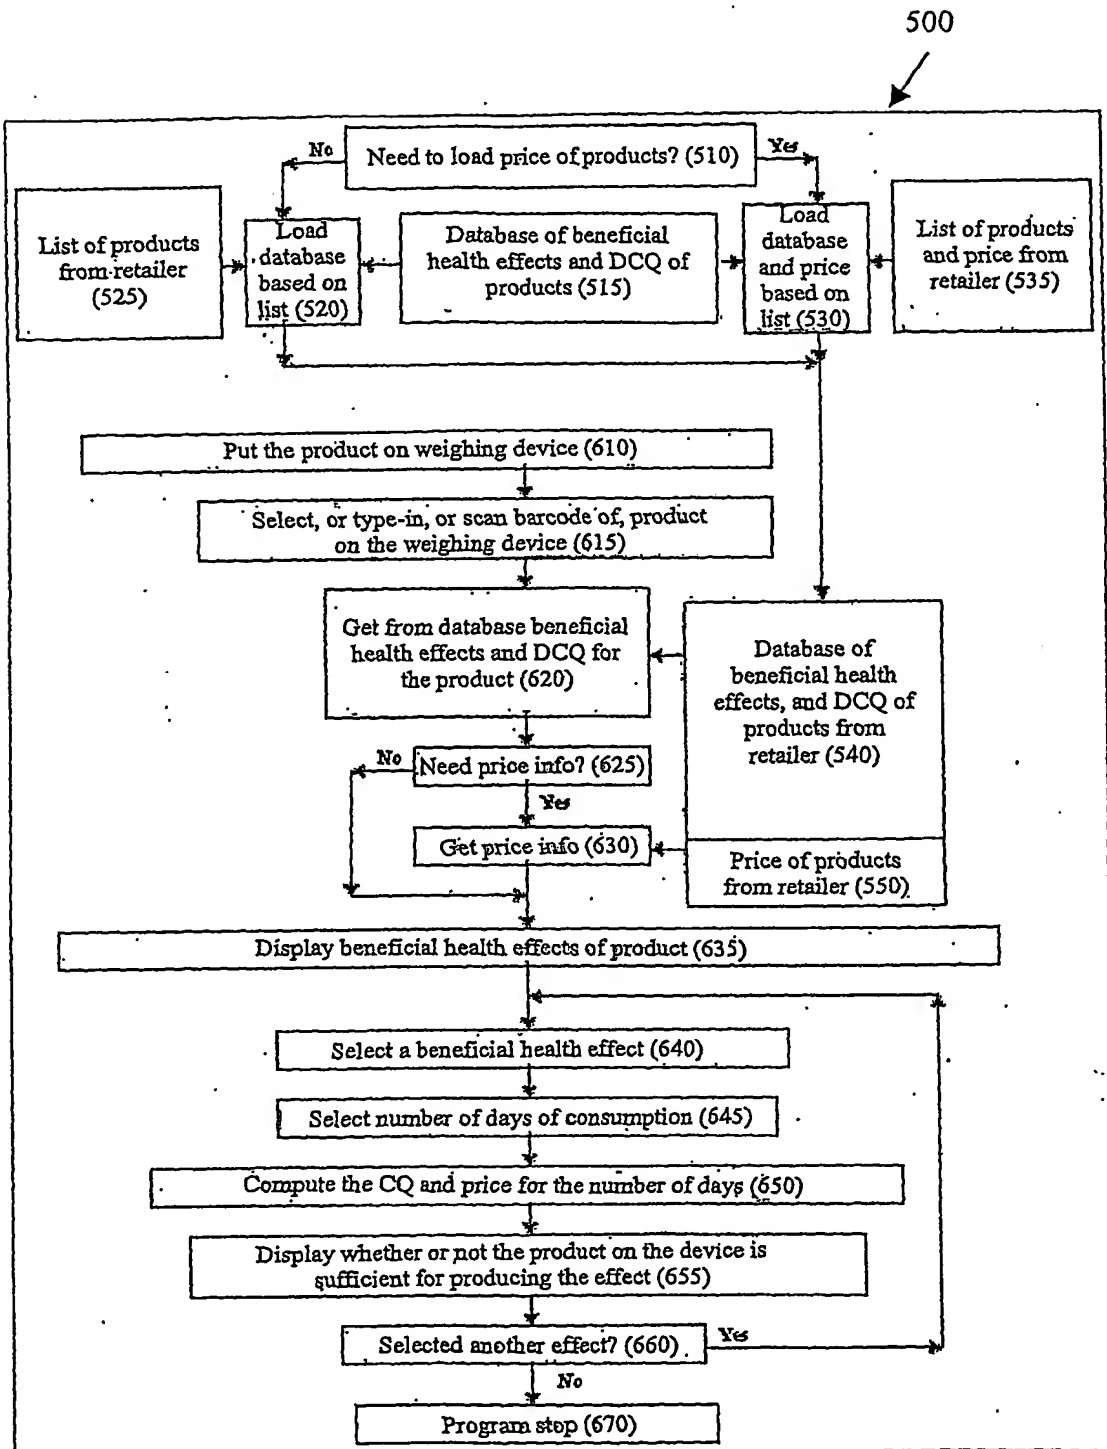 500
No
Need to load price of products? (510)
Yes
List of products
from retailer
(525)
Load
database
based on
list (520)
Database of beneficial
health effects and DCQ of
products (515)
Load
database
and price
based on
list (530)
List of products
and price from
retailer (535)
Put the product on weighing device (610)
Select, or type-in, or scan barcode of, product
on the weighing device (615)
Get from database beneficial
health effects and DCQ for
the product (620)
Database of
beneficial health
effects, and DCQ of
products from
retailer (540)
No
Need price info? (625)
Yes
Get price info (630)
Price of products
from retailer (550)
Display beneficial health effects of product (635)
Select a beneficial health effect (640)
Select number of days of consumption (645)
Compute the CQ and price for the number of days (650)
Display whether or not the product on the device is
sufficient for producing the effect (655)
Selected another effect? (660)
Yes
No
Program stop (670)